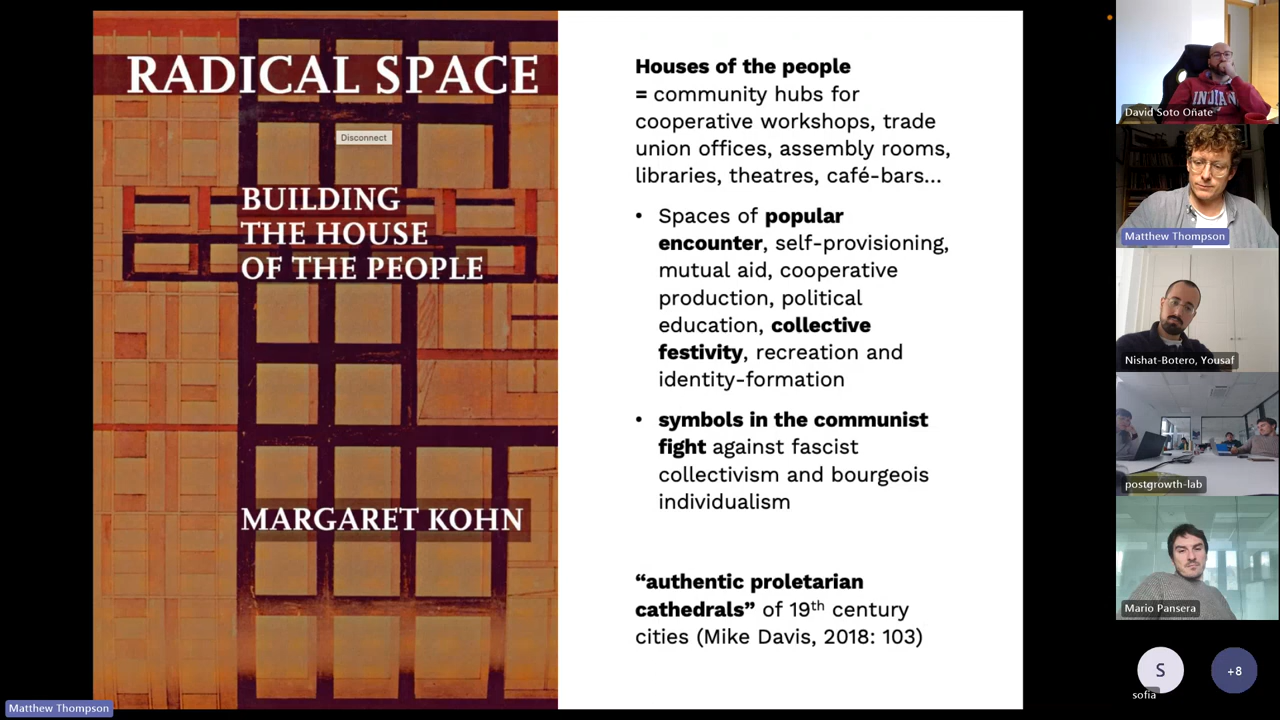 RADICAL SPACE
Disconnect
BUILDING
THE HOUSE
OF THE PEOPLE
MARGARET KOHN
Houses of the people
= community hubs for
cooperative workshops, trade
union offices, assembly rooms,
libraries, theatres, café-bars...
• Spaces of popular
encounter, self-provisioning,
mutual aid, cooperative
production, political
education, collective
festivity, recreation and
identity-formation
• symbols in the communist
fight against fascist
collectivism and bourgeois
individualism
“authentic proletarian
cathedrals” of 19th century
cities (Mike Davis, 2018: 103)
INDIAN
David Soto Oñate
Matthew Thompson
Nishat-Botero, Yousaf
postgrowth-lab
Mario Pansera
S
sofia
+8
Matthew Thompson